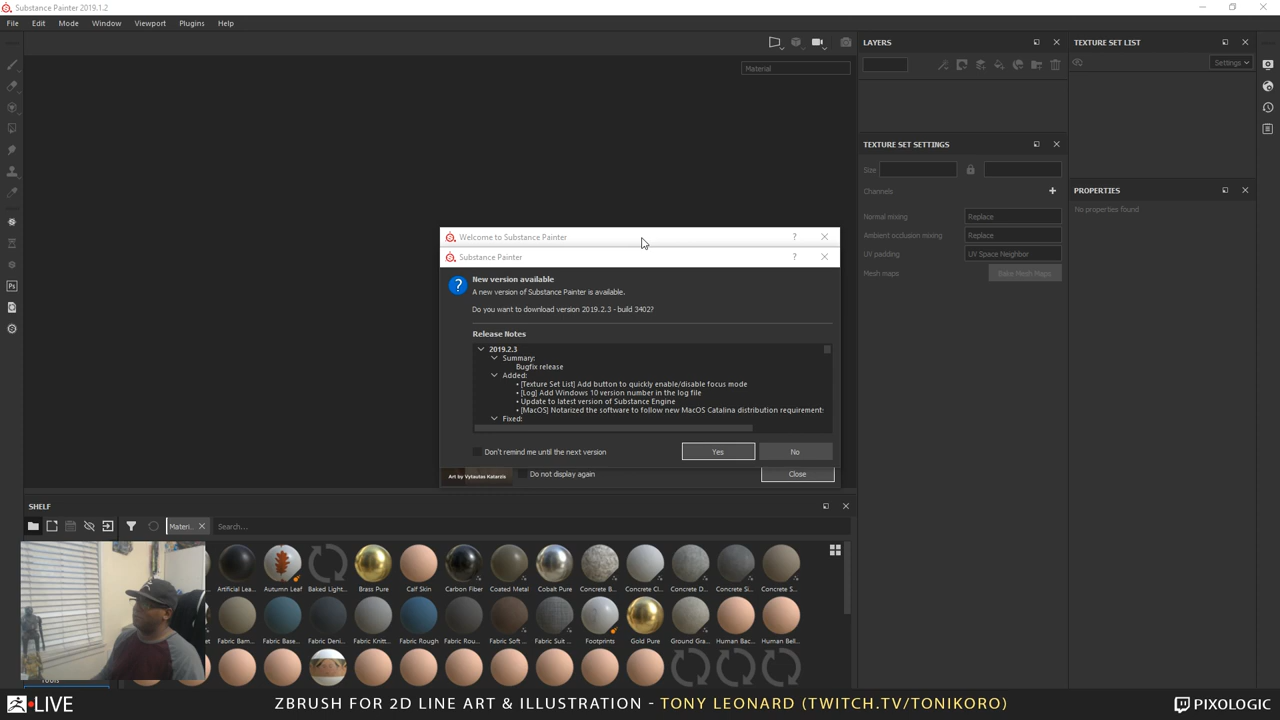 Substance Painter 2019.1.2
File Edit Mode Window Viewport Plugins Help
Material
LAYERS
TEXTURE SET LIST
Settings
TEXTURE SET SETTINGS
Size
Channels
Normal mixing Replace
Ambient occlusion mixing Replace
UV padding UV Space Neighbor
Mesh maps Bake Mesh Maps
PROPERTIES
No properties found
Welcome to Substance Painter ?
Substance Painter ?
New version available
A new version of Substance Painter is available.
Do you want to download version 2019.2.3 - build 3402?
Release Notes
2019.2.3
Summary:
Bugfix release
Added:
• [Texture Set List] Add button to quickly enable/disable focus mode
• [Log] Add Windows 10 version number in the log file
• Update to latest version of Substance Engine
• [MacOS] Notarized the software to follow new MacOS Catalina distribution requirement:
Fixed:
Don't remind me until the next version Yes No
Art by Vytautas Katarzis Do not display again Close
SHELF
Materi... Search...
Artificial Lea... Autumn Leaf Baked Light... Brass Pure Calf Skin Carbon Fiber Coated Metal Cobalt Pure Concrete B... Concrete Cl... Concrete D... Concrete Si... Concrete S...
Fabric Bam... Fabric Base... Fabric Deni... Fabric Knitt... Fabric Rough Fabric Rou... Fabric Soft ... Fabric Suit ... Footprints Gold Pure Ground Gra... Human Bac... Human Bell...
Tools
LIVE
ZBRUSH FOR 2D LINE ART & ILLUSTRATION - TONY LEONARD (TWITCH.TV/TONIKORO)
PIXOLOGIC